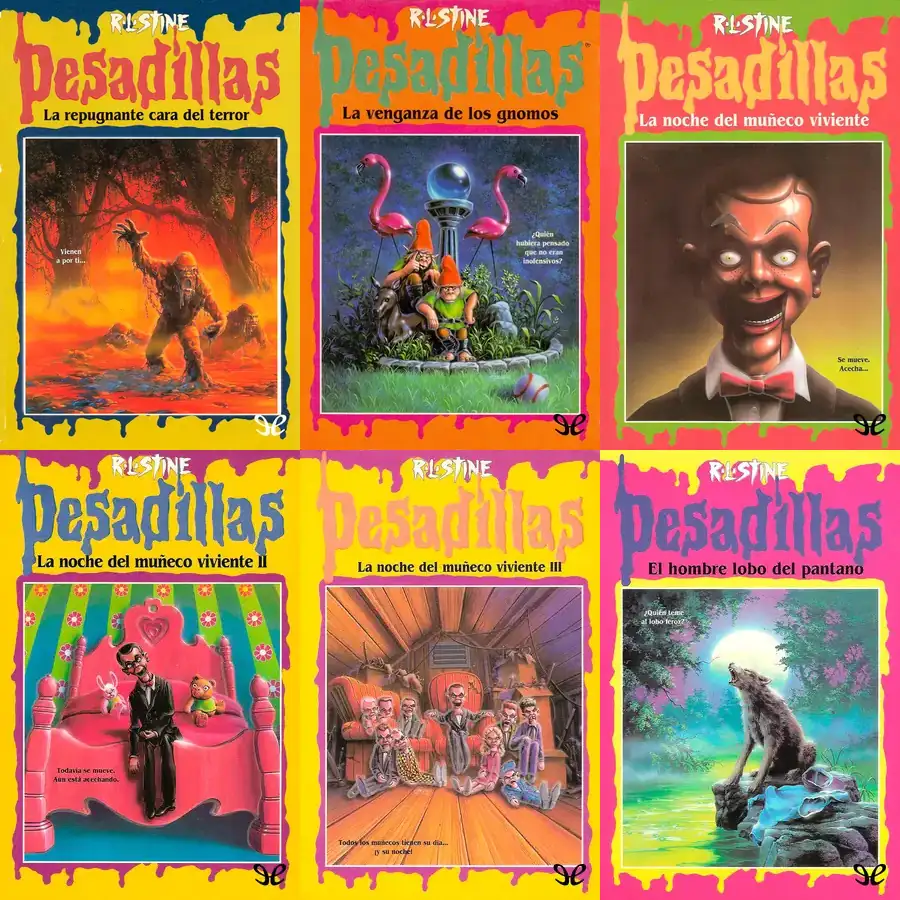 R·L·STINE
Pesadillas
La repugnante cara del terror
Vienen
a por ti...
R·L·STINE
Pesadillas®
La venganza de los gnomos
¿Quién
hubiera pensado
que no eran
inofensivos?
R·L·STINE
Pesadillas
La noche del muñeco viviente
Se mueve.
Acecha...
R·L·STINE
Pesadillas
La noche del muñeco viviente II
Todavía se mueve.
Aún está acechando.
R·L·STINE
Pesadillas
La noche del muñeco viviente III
Todos los muñecos tienen su día...
¡y su noche!
R·L·STINE
Pesadillas
El hombre lobo del pantano
¿Quién teme
al lobo feroz?